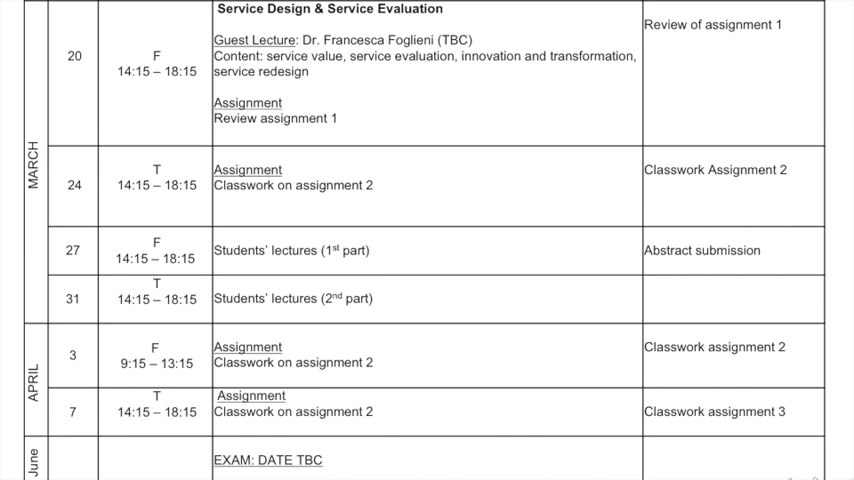 Service Design & Service Evaluation
Review of assignment 1
Guest Lecture: Dr. Francesca Foglieni (TBC)
20
F
14:15 – 18:15
Content: service value, service evaluation, innovation and transformation,
service redesign
Assignment
Review assignment 1
MARCH
24
T
14:15 – 18:15
Assignment
Classwork on assignment 2
Classwork Assignment 2
27
F
14:15 – 18:15
Students’ lectures (1st part)
Abstract submission
31
T
14:15 – 18:15
Students’ lectures (2nd part)
APRIL
3
F
9:15 – 13:15
Assignment
Classwork on assignment 2
Classwork assignment 2
7
T
14:15 – 18:15
Assignment
Classwork on assignment 2
Classwork assignment 3
June
EXAM: DATE TBC